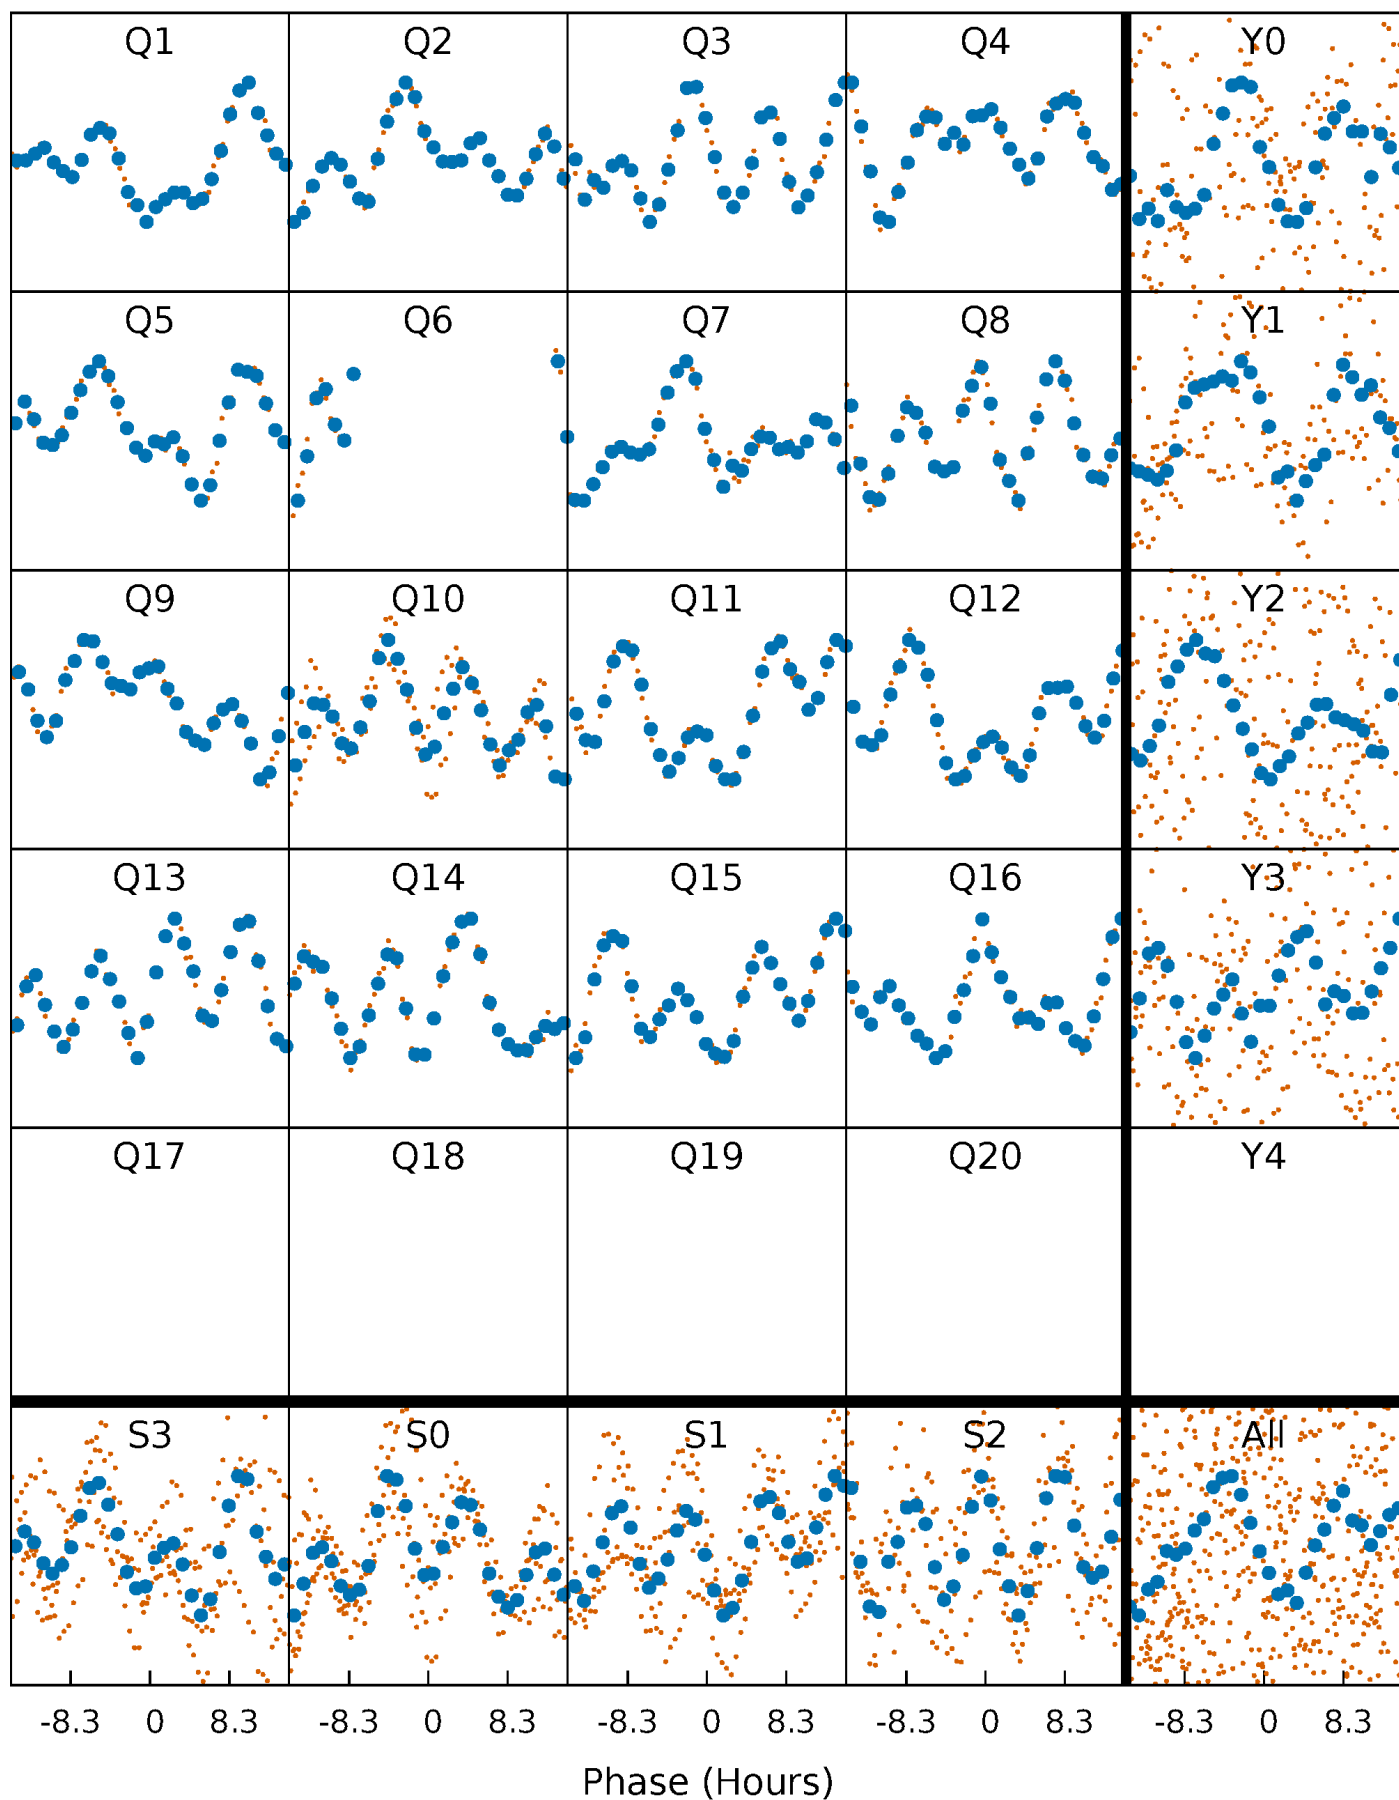 Q1 Q2 Q3 Q4 Y0
Q5 Q6 Q7 Q8 Y1
Q9 Q10 Q11 Q12 Y2
Q13 Q14 Q15 Q16 Y3
Q17 Q18 Q19 Q20 Y4
S3 S0 S1 S2 All
-8.3 0 8.3 -8.3 0 8.3 -8.3 0 8.3 -8.3 0 8.3 -8.3 0 8.3
Phase (Hours)